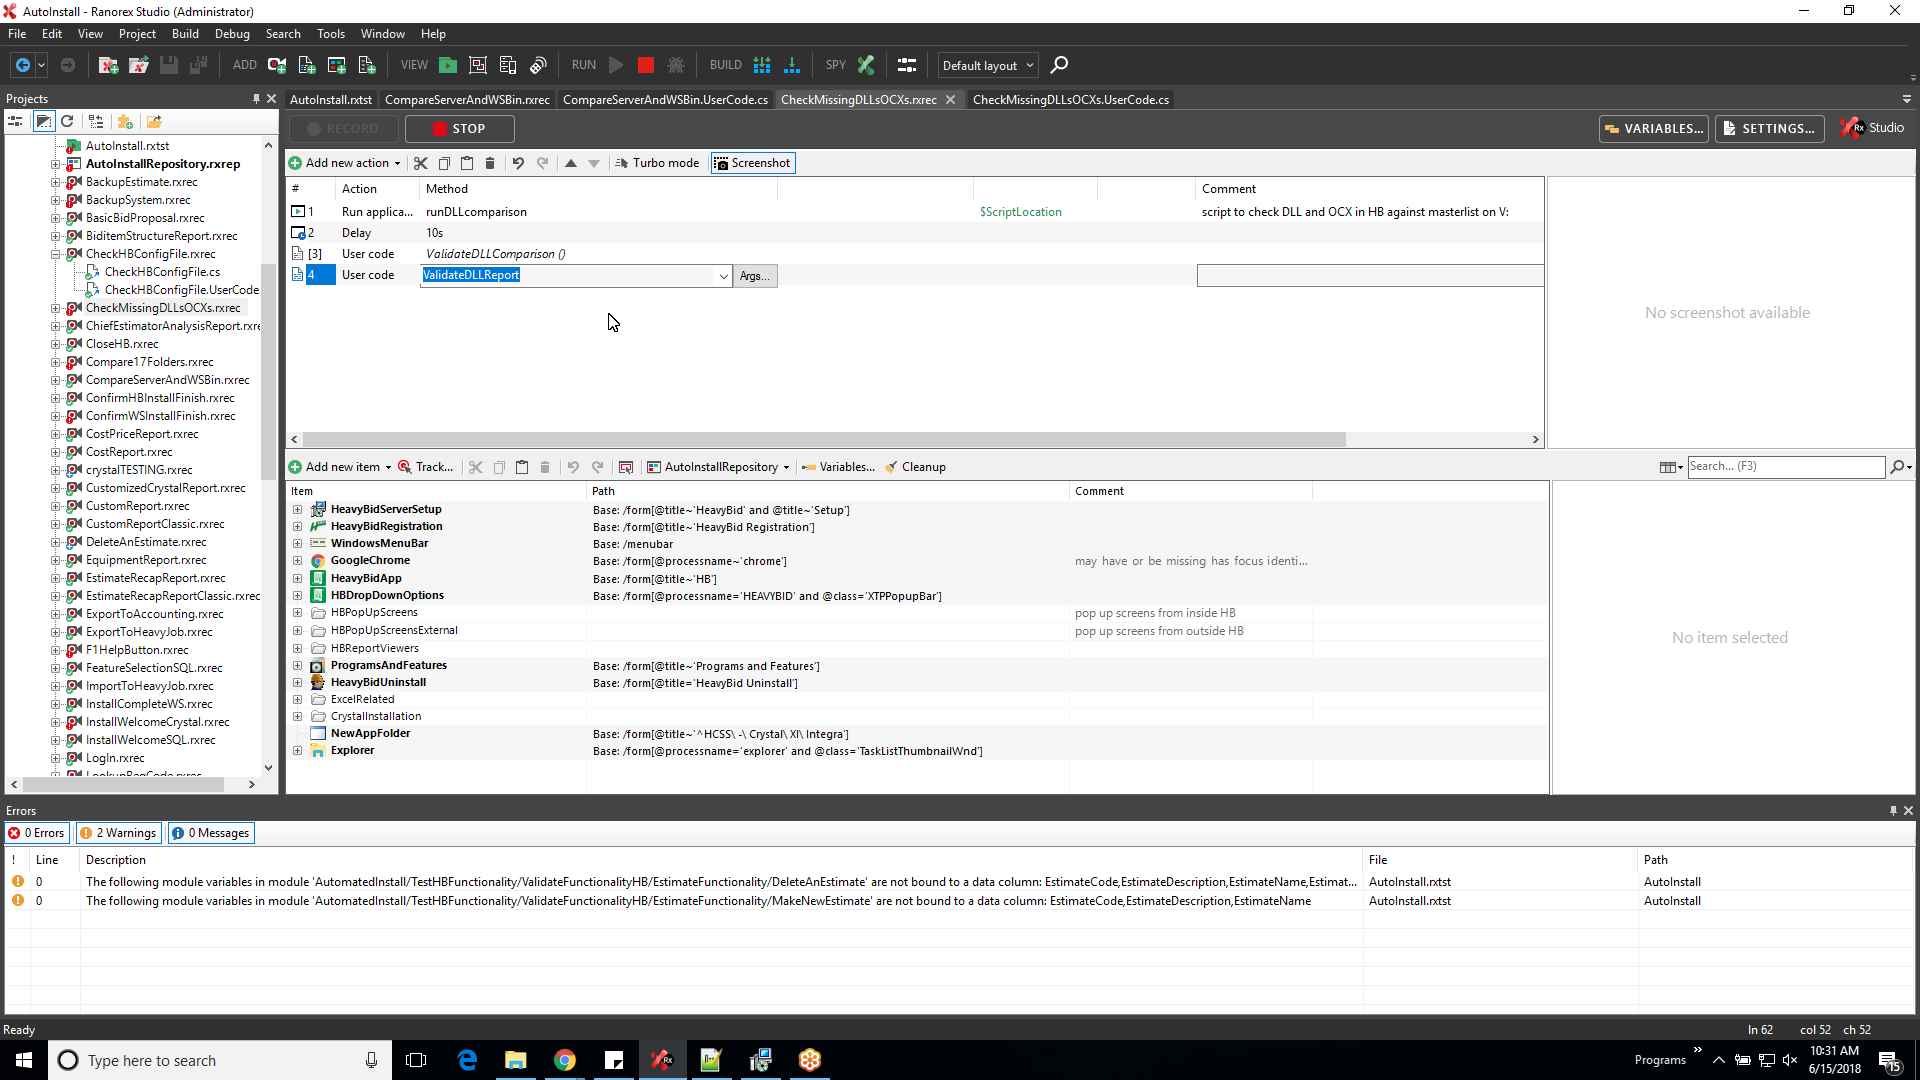 AutoInstall - Ranorex Studio (Administrator)
File Edit View Project Build Debug Search Tools Window Help
ADD VIEW RUN BUILD SPY Default layout
Projects
AutoInstall.rxtst CompareServerAndWSBin.rxrec CompareServerAndWSBin.UserCode.cs CheckMissingDLLsOCXs.rxrec CheckMissingDLLsOCXs.UserCode.cs
RECORD STOP VARIABLES... SETTINGS... Rx Studio
Add new action Turbo mode Screenshot
# Action Method Comment
1 Run applica... runDLLcomparison $ScriptLocation script to check DLL and OCX in HB against masterlist on V:
2 Delay 10s
[3] User code ValidateDLLComparison ()
4 User code ValidateDLLReport Args...
No screenshot available
AutoInstall.rxtst
AutoInstallRepository.rxrep
BackupEstimate.rxrec
BackupSystem.rxrec
BasicBidProposal.rxrec
BiditemStructureReport.rxrec
CheckHBConfigFile.rxrec
CheckHBConfigFile.cs
CheckHBConfigFile.UserCode
CheckMissingDLLsOCXs.rxrec
ChiefEstimatorAnalysisReport.rxre
CloseHB.rxrec
Compare17Folders.rxrec
CompareServerAndWSBin.rxrec
ConfirmHBInstallFinish.rxrec
ConfirmWSInstallFinish.rxrec
CostPriceReport.rxrec
CostReport.rxrec
crystalTESTING.rxrec
CustomizedCrystalReport.rxrec
CustomReport.rxrec
CustomReportClassic.rxrec
DeleteAnEstimate.rxrec
EquipmentReport.rxrec
EstimateRecapReport.rxrec
EstimateRecapReportClassic.rxrec
ExportToAccounting.rxrec
ExportToHeavyJob.rxrec
F1HelpButton.rxrec
FeatureSelectionSQL.rxrec
ImportToHeavyJob.rxrec
InstallCompleteWS.rxrec
InstallWelcomeCrystal.rxrec
InstallWelcomeSQL.rxrec
LogIn.rxrec
LookupRegCode.rxrec
Add new item Track... AutoInstallRepository Variables... Cleanup Search... (F3)
Item Path Comment
HeavyBidServerSetup Base: /form[@title~'HeavyBid' and @title~'Setup']
HeavyBidRegistration Base: /form[@title~'HeavyBid Registration']
WindowsMenuBar Base: /menubar
GoogleChrome Base: /form[@processname~'chrome'] may have or be missing has focus identi...
HeavyBidApp Base: /form[@title~'HB']
HBDropDownOptions Base: /form[@processname='HEAVYBID' and @class='XTPPopupBar']
HBPopUpScreens pop up screens from inside HB
HBPopUpScreensExternal pop up screens from outside HB
HBReportViewers
ProgramsAndFeatures Base: /form[@title~'Programs and Features']
HeavyBidUninstall Base: /form[@title='HeavyBid Uninstall']
ExcelRelated
CrystalInstallation
NewAppFolder Base: /form[@title~'^HCSS\ -\ Crystal\ XI\ Integra']
Explorer Base: /form[@processname='explorer' and @class='TaskListThumbnailWnd']
No item selected
Errors
0 Errors 2 Warnings 0 Messages
! Line Description File Path
0 The following module variables in module 'AutomatedInstall/TestHBFunctionality/ValidateFunctionalityHB/EstimateFunctionality/DeleteAnEstimate' are not bound to a data column: EstimateCode,EstimateDescription,EstimateName,Estimat... AutoInstall.rxtst AutoInstall
0 The following module variables in module 'AutomatedInstall/TestHBFunctionality/ValidateFunctionalityHB/EstimateFunctionality/MakeNewEstimate' are not bound to a data column: EstimateCode,EstimateDescription,EstimateName AutoInstall.rxtst AutoInstall
Ready ln 62 col 52 ch 52
Type here to search Programs 10:31 AM
6/15/2018 15